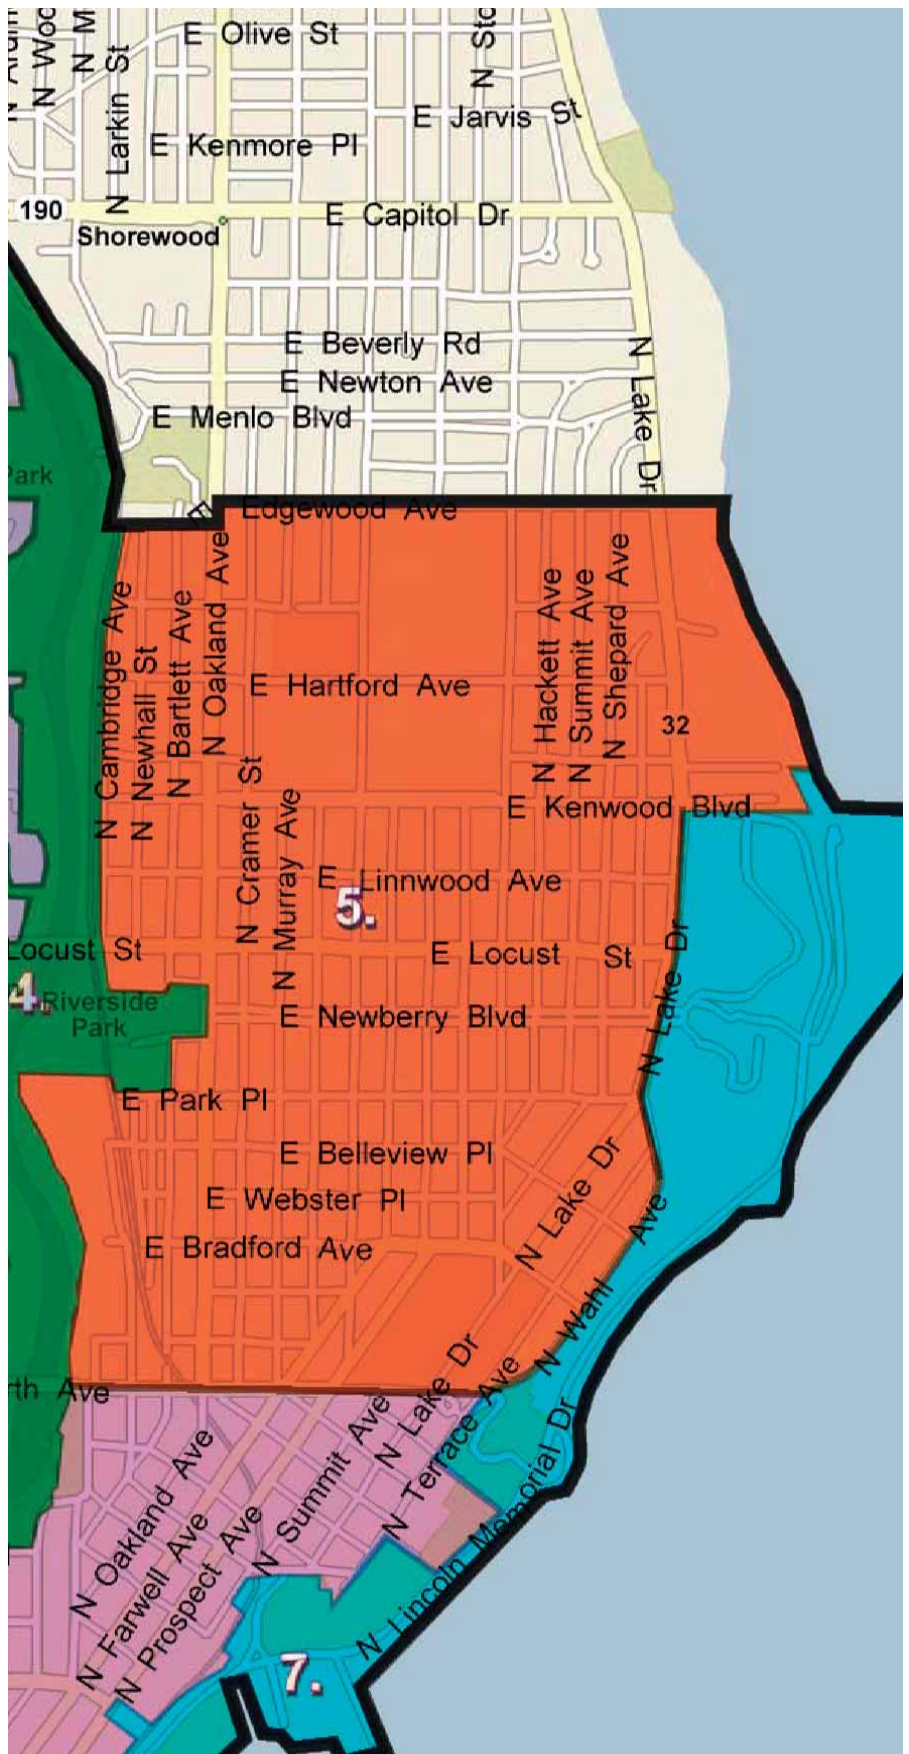 E Olive St
N Larkin St
E Jarvis St
E Kenmore Pl
190
E Capitol Dr
Shorewood
E Beverly Rd
N Lake Dr
E Newton Ave
E Menlo Blvd
Park
E Edgewood Ave
N Cambridge Ave
N Newhall St
N Bartlett Ave
N Oakland Ave
N Hackett Ave
N Summit Ave
N Shepard Ave
E Hartford Ave
32
N Cramer St
N Murray Ave
E Kenwood Blvd
E Linnwood Ave
5.
Locust St
E Locust St
N Lake Dr
4.
Riverside
Park
E Newberry Blvd
E Park Pl
E Belleview Pl
N Lake Dr
E Webster Pl
E Bradford Ave
N Wahl Ave
rth Ave
N Lake Dr
N Terrace Ave
N Summit Ave
N Oakland Ave
N Farwell Ave
N Prospect Ave
N Lincoln Memorial Dr
7.